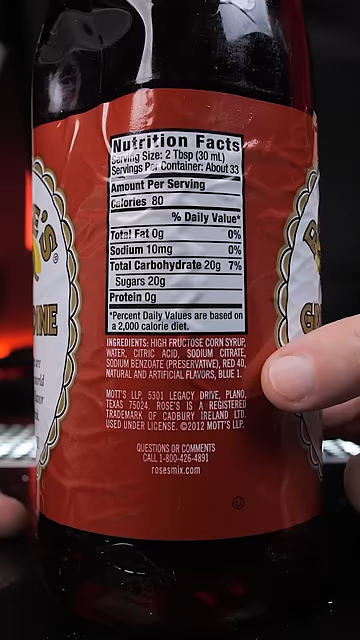 Nutrition Facts
Serving Size: 2 Tbsp (30 mL)
Servings Per Container: About 33
Amount Per Serving
Calories 80
% Daily Value*
Total Fat 0g 0%
Sodium 10mg 0%
Total Carbohydrate 20g 7%
Sugars 20g
Protein 0g
*Percent Daily Values are based on
a 2,000 calorie diet.
INGREDIENTS: HIGH FRUCTOSE CORN SYRUP,
WATER, CITRIC ACID, SODIUM CITRATE,
SODIUM BENZOATE (PRESERVATIVE), RED 40,
NATURAL AND ARTIFICIAL FLAVORS, BLUE 1.
MOTT'S LLP, 5301 LEGACY DRIVE, PLANO,
TEXAS 75024. ROSE'S IS A REGISTERED
TRADEMARK OF CADBURY IRELAND LTD.
USED UNDER LICENSE. ©2012 MOTT'S LLP.
QUESTIONS OR COMMENTS
CALL 1-800-426-4891
rosesmix.com